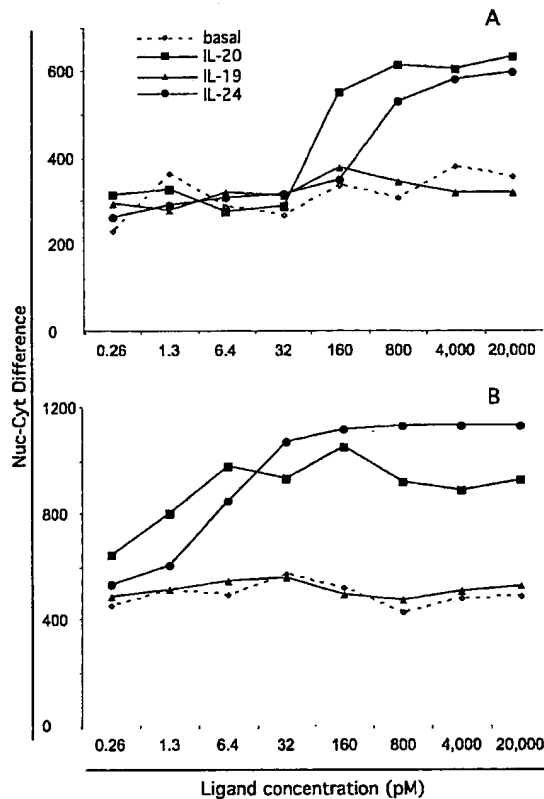 A
basal
IL-20
IL-19
IL-24
600
400
200
0
0.26 1.3 6.4 32 160 800 4,000 20,000
B
1200
800
400
0
0.26 1.3 6.4 32 160 800 4,000 20,000
Nuc-Cyt Difference
Ligand concentration (pM)